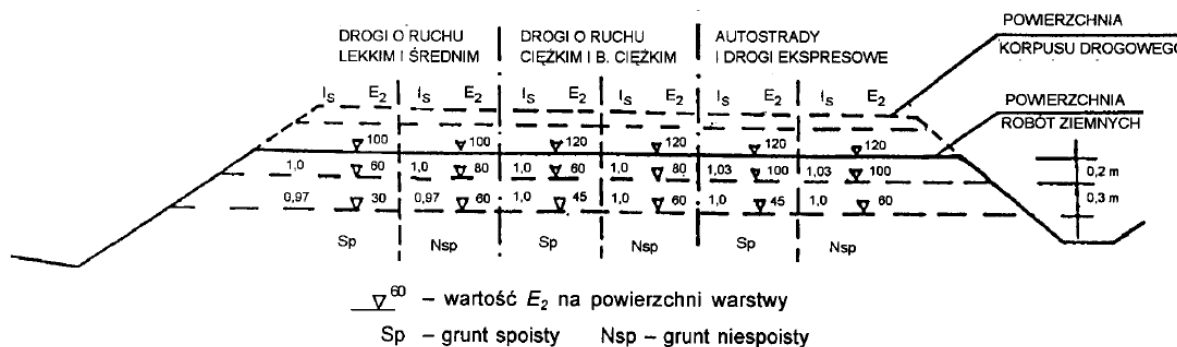 DROGI O RUCHU
LEKKIM I ŚREDNIM
DROGI O RUCHU
CIĘŻKIM I B. CIĘŻKIM
AUTOSTRADY
I DROGI EKSPRESOWE
POWIERZCHNIA
KORPUSU DROGOWEGO
POWIERZCHNIA
ROBÓT ZIEMNYCH
IS E2 IS E2 IS E2 IS E2 IS E2 IS E2
100 100 120 120 120 120
1,0 60 1,0 80 1,0 60 1,0 80 1,03 100 1,03 100 0,2 m
0,97 30 0,97 60 1,0 45 1,0 60 1,0 45 1,0 60 0,3 m
Sp Nsp Sp Nsp Sp Nsp
60 – wartość E2 na powierzchni warstwy
Sp – grunt spoisty Nsp – grunt niespoisty